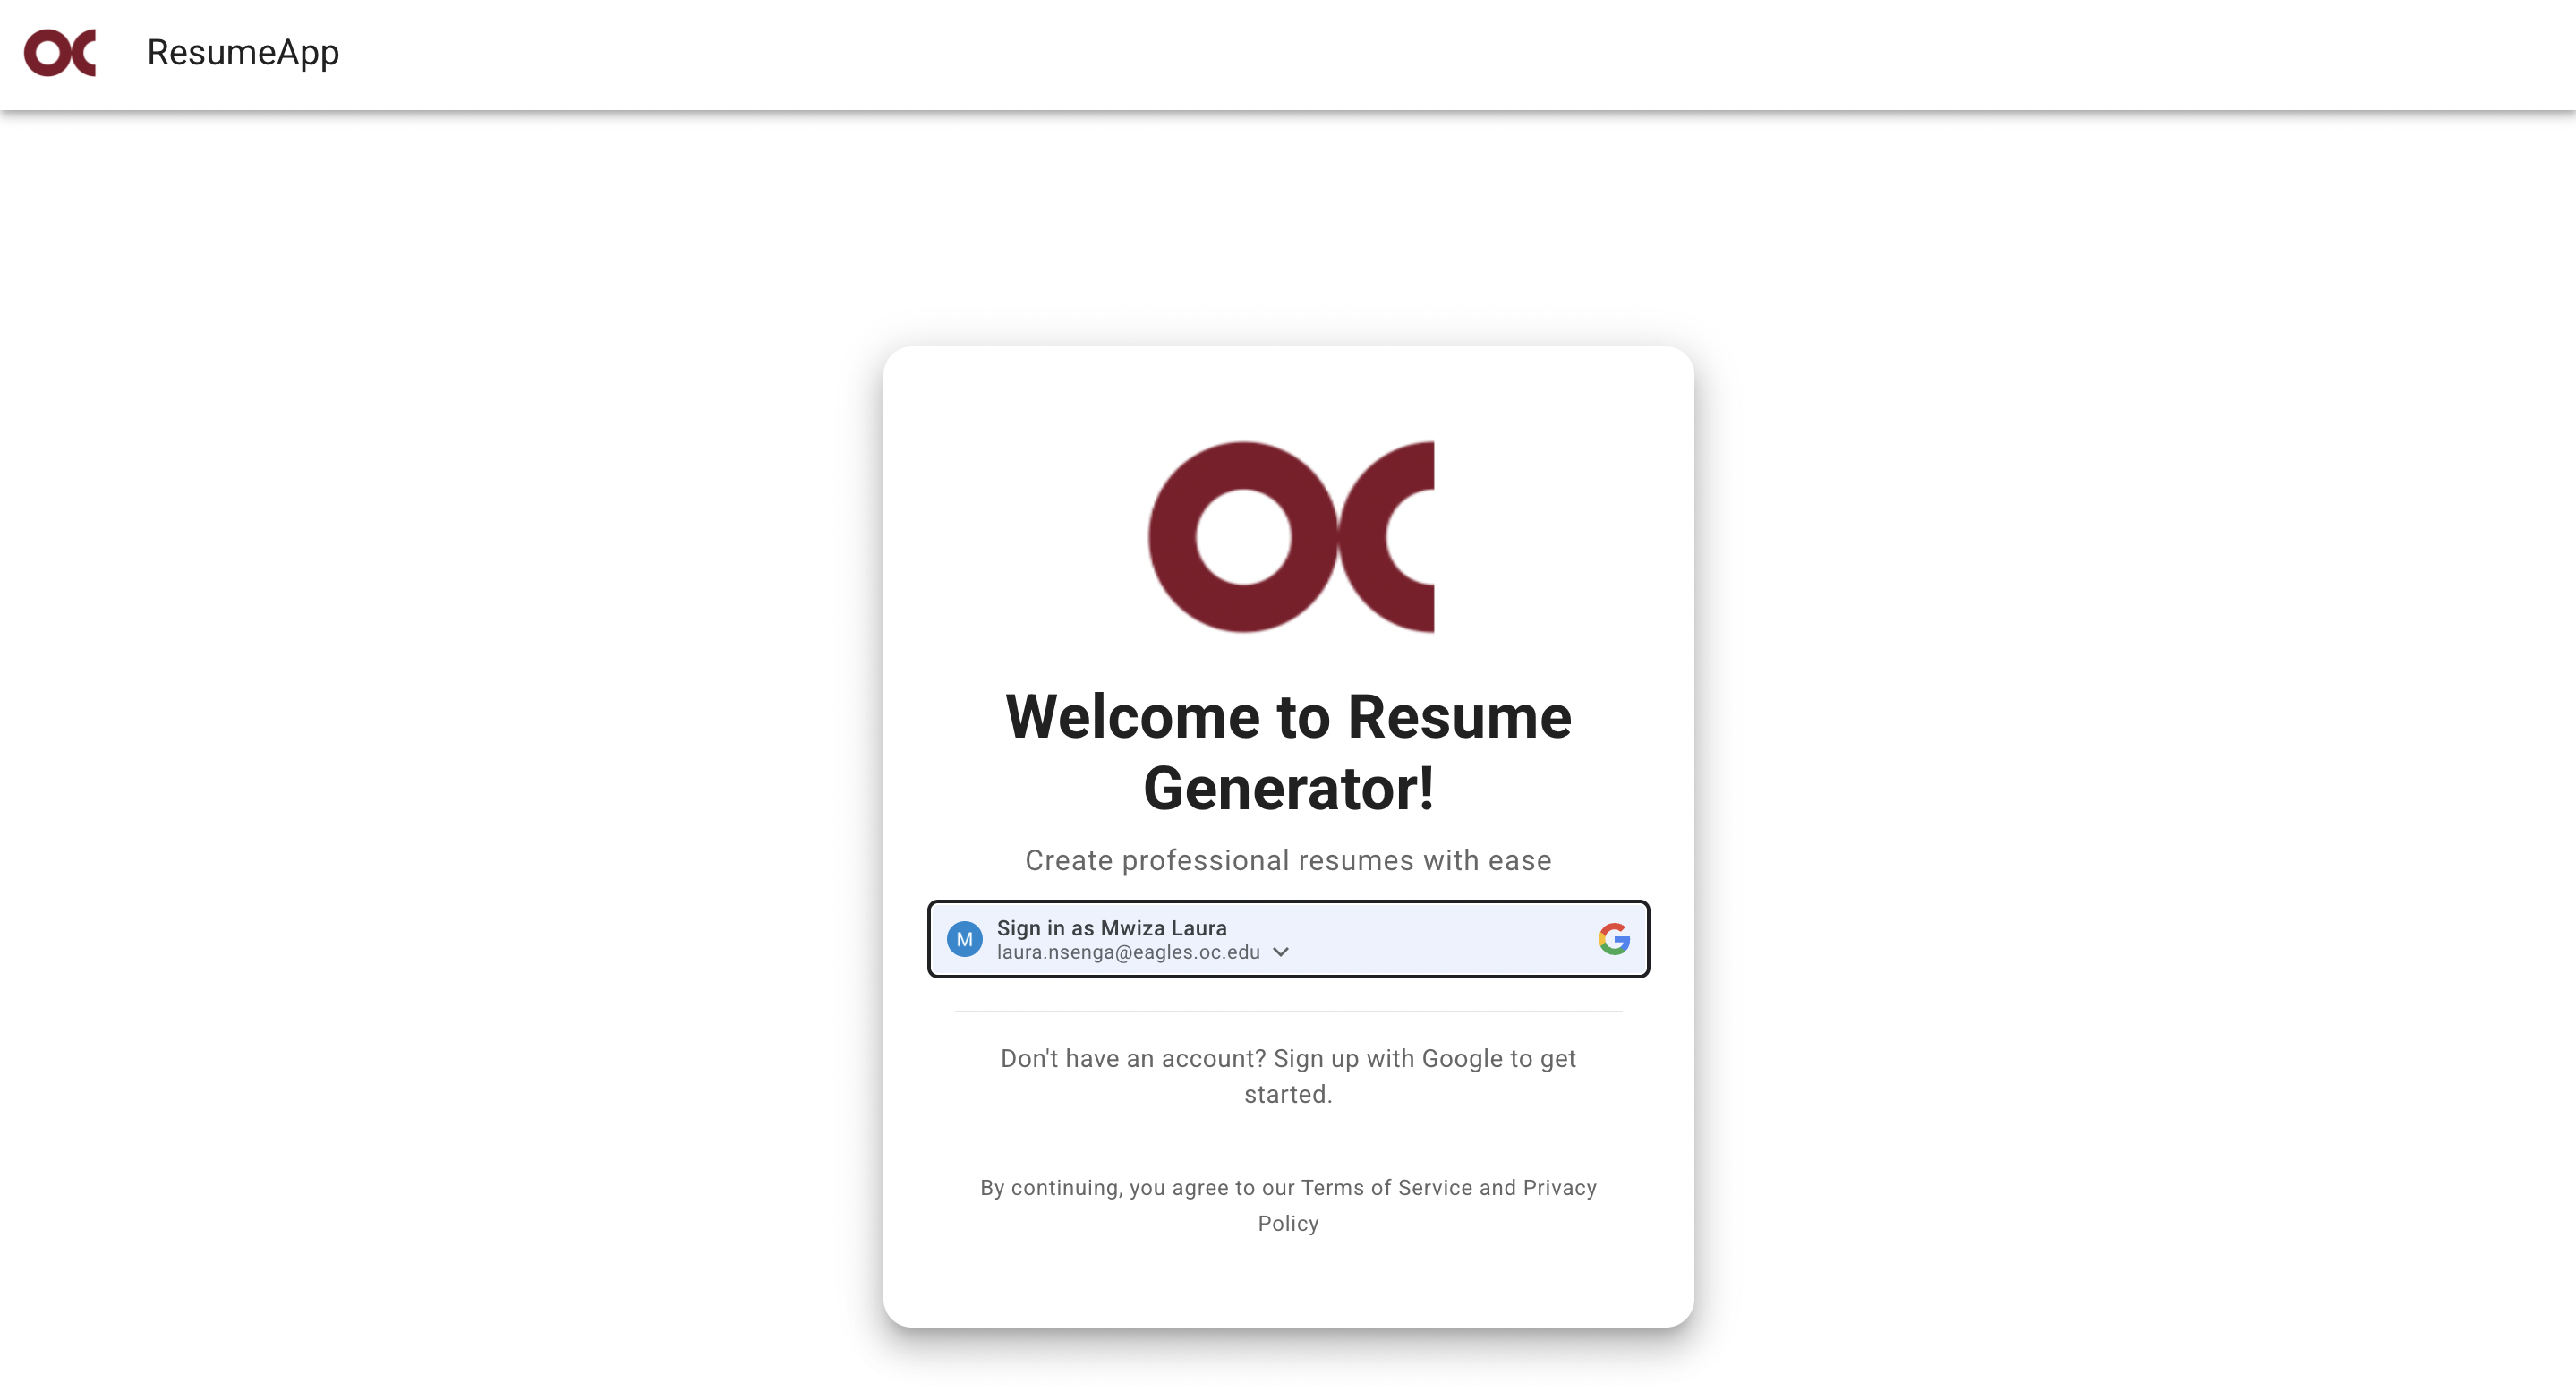 OC ResumeApp
OC
Welcome to Resume
Generator!
Create professional resumes with ease
M Sign in as Mwiza Laura
laura.nsenga@eagles.oc.edu
G
Don't have an account? Sign up with Google to get
started.
By continuing, you agree to our Terms of Service and Privacy
Policy